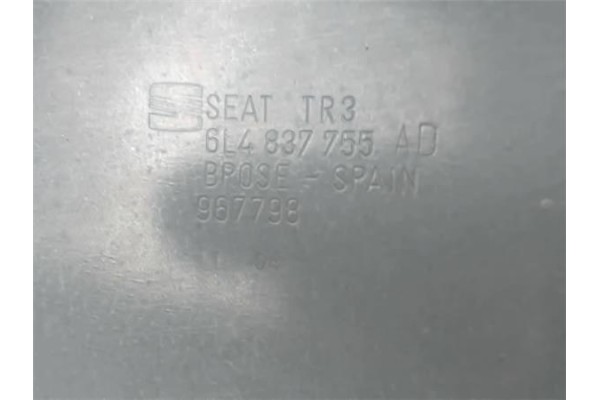 SEAT TR3
6L4 837 755 AD
BROSE - SPAIN
967798